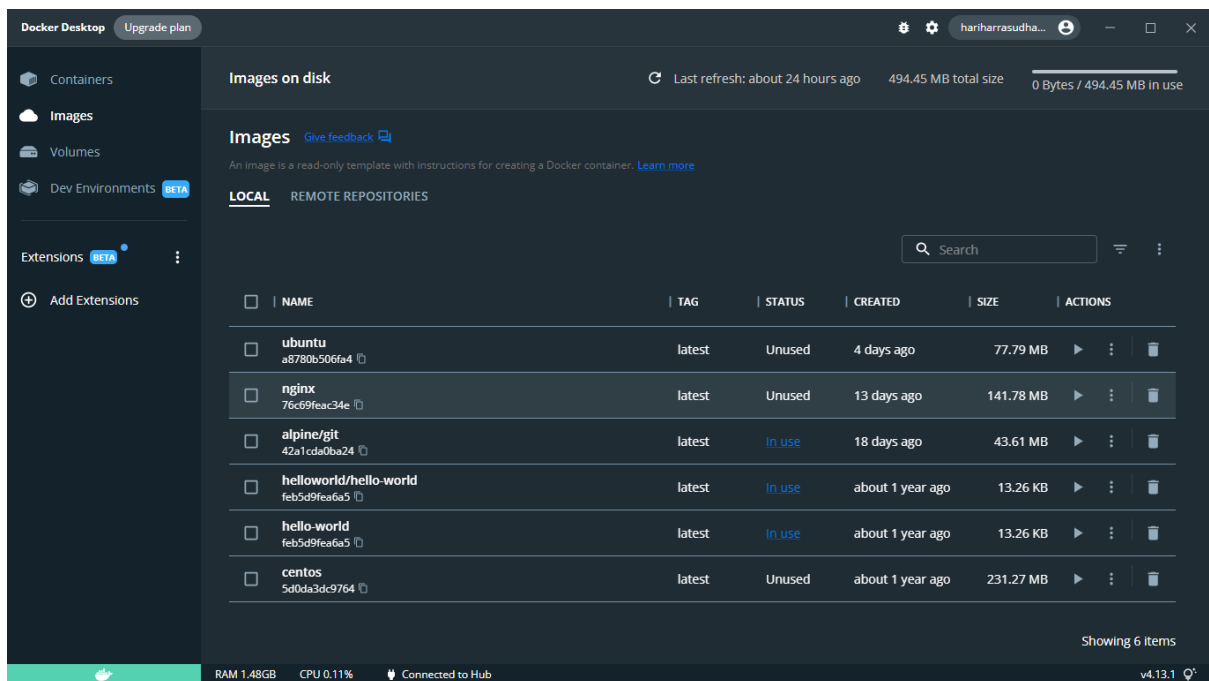 Docker Desktop Upgrade plan hariharrasudha...
Containers
Images
Volumes
Dev Environments BETA
Extensions BETA
Add Extensions
Images on disk Last refresh: about 24 hours ago 494.45 MB total size 0 Bytes / 494.45 MB in use
Images Give feedback
An image is a read-only template with instructions for creating a Docker container. Learn more
LOCAL REMOTE REPOSITORIES
Search
NAME TAG STATUS CREATED SIZE ACTIONS
ubuntu latest Unused 4 days ago 77.79 MB
a8780b506fa4
nginx latest Unused 13 days ago 141.78 MB
76c69feac34e
alpine/git latest In use 18 days ago 43.61 MB
42a1cda0ba24
helloworld/hello-world latest In use about 1 year ago 13.26 KB
feb5d9fea6a5
hello-world latest In use about 1 year ago 13.26 KB
feb5d9fea6a5
centos latest Unused about 1 year ago 231.27 MB
5d0da3dc9764
Showing 6 items
RAM 1.48GB CPU 0.11% Connected to Hub v4.13.1